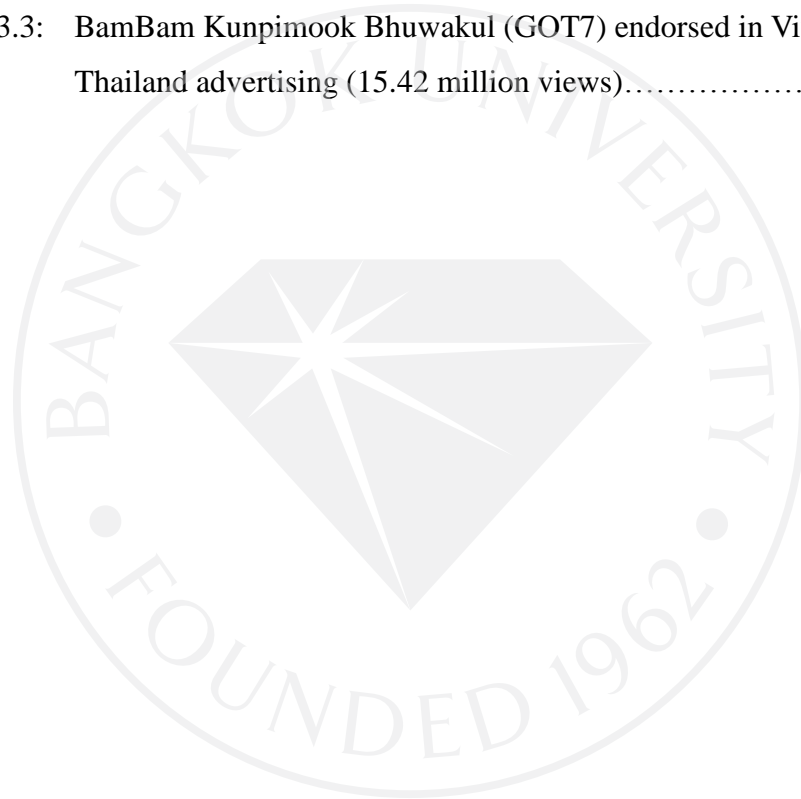 3.3: BamBam Kunpimook Bhuwakul (GOT7) endorsed in Vi
Thailand advertising (15.42 million views)………………
BANGKOK UNIVERSITY
FOUNDED 1962